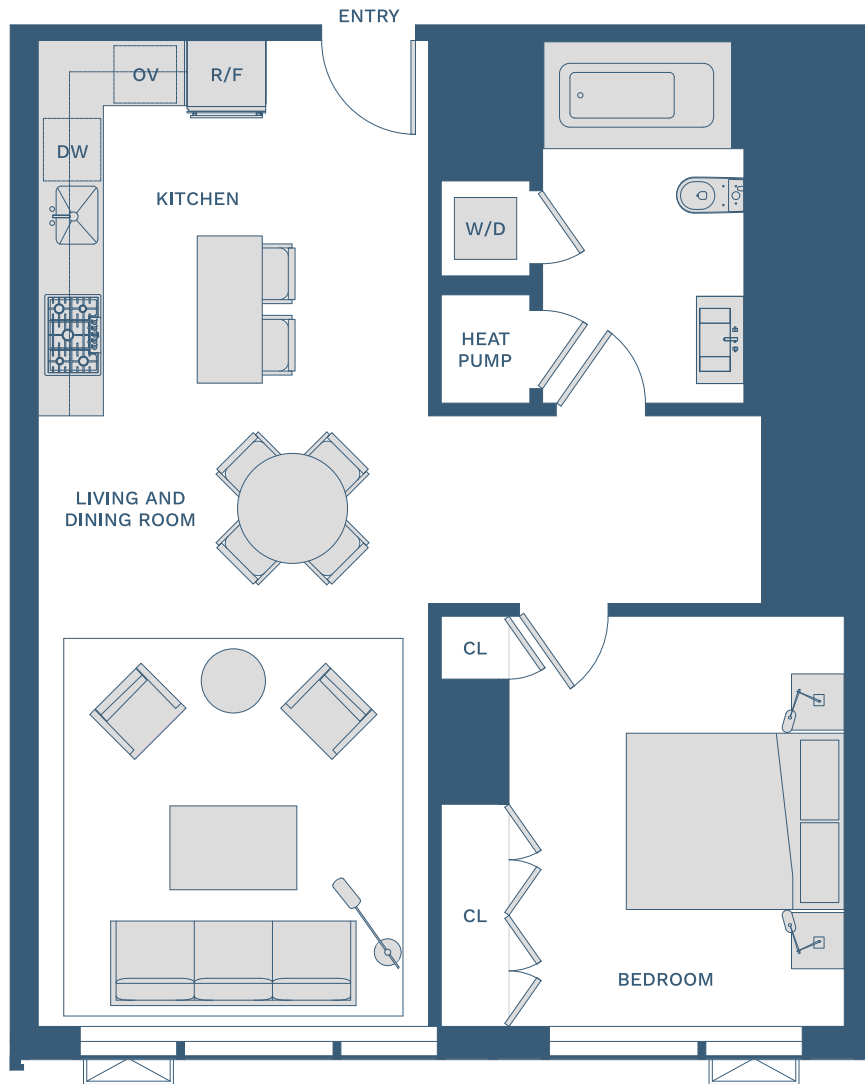 ENTRY
OV
R/F
DW
KITCHEN
W/D
HEAT
PUMP
LIVING AND
DINING ROOM
CL
CL
BEDROOM